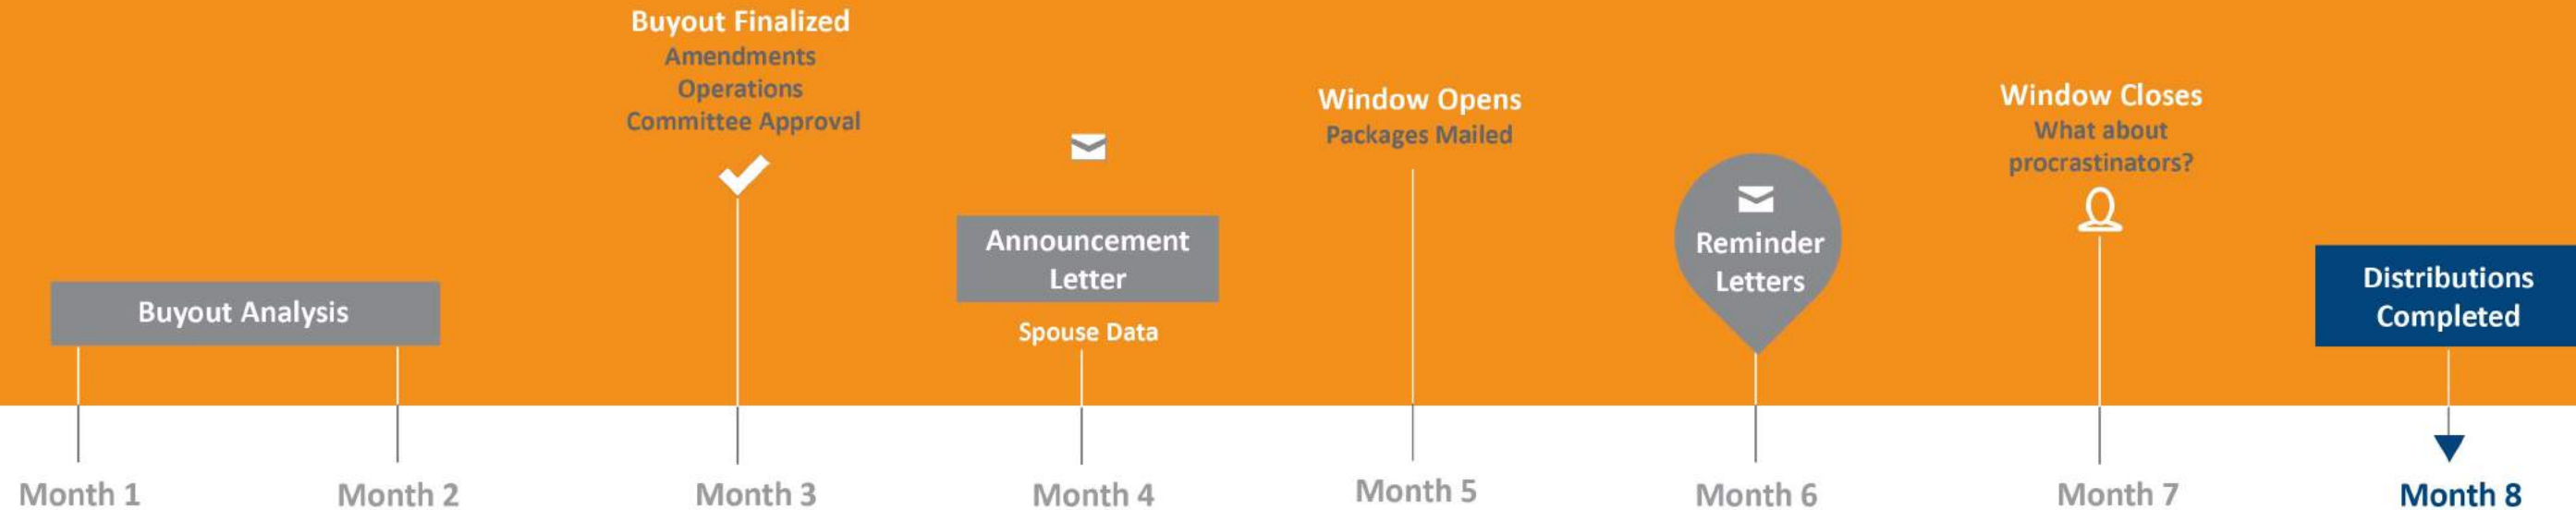 Buyout Analysis
Buyout Finalized
Amendments
Operations
Committee Approval
Announcement
Letter
Spouse Data
Window Opens
Packages Mailed
Reminder
Letters
Window Closes
What about
procrastinators?
Distributions
Completed
Month 1
Month 2
Month 3
Month 4
Month 5
Month 6
Month 7
Month 8